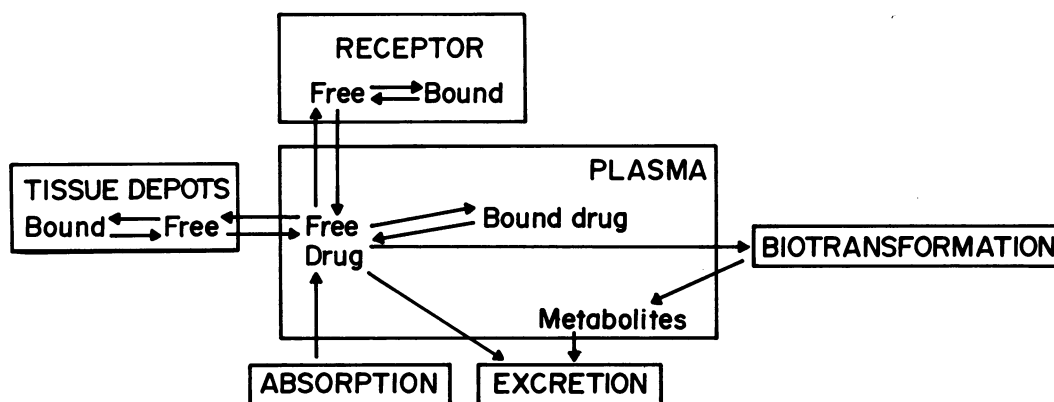 RECEPTOR
Free
Bound
PLASMA
TISSUE DEPOTS
Bound
Free
Free
Drug
Bound drug
BIOTRANSFORMATION
Metabolites
ABSORPTION
EXCRETION